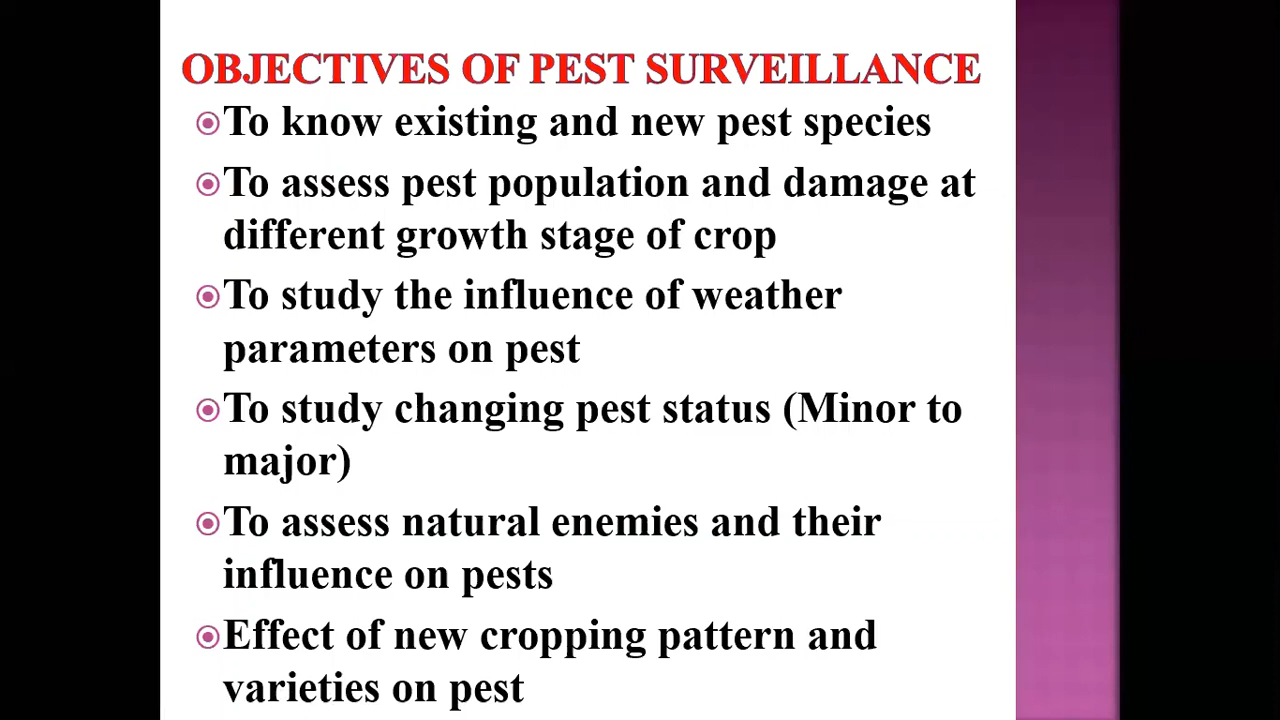 OBJECTIVES OF PEST SURVEILLANCE
To know existing and new pest species
To assess pest population and damage at
different growth stage of crop
To study the influence of weather
parameters on pest
To study changing pest status (Minor to
major)
To assess natural enemies and their
influence on pests
Effect of new cropping pattern and
varieties on pest